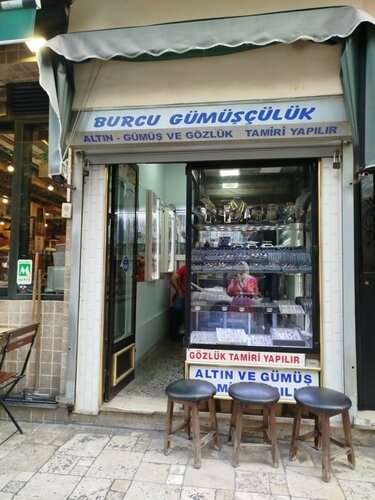 BURCU GÜMÜŞÇÜLÜK
ALTIN - GÜMÜŞ VE GÖZLÜK TAMİRİ YAPILIR
GÖZLÜK TAMİRİ YAPILIR
ALTIN VE GÜMÜŞ